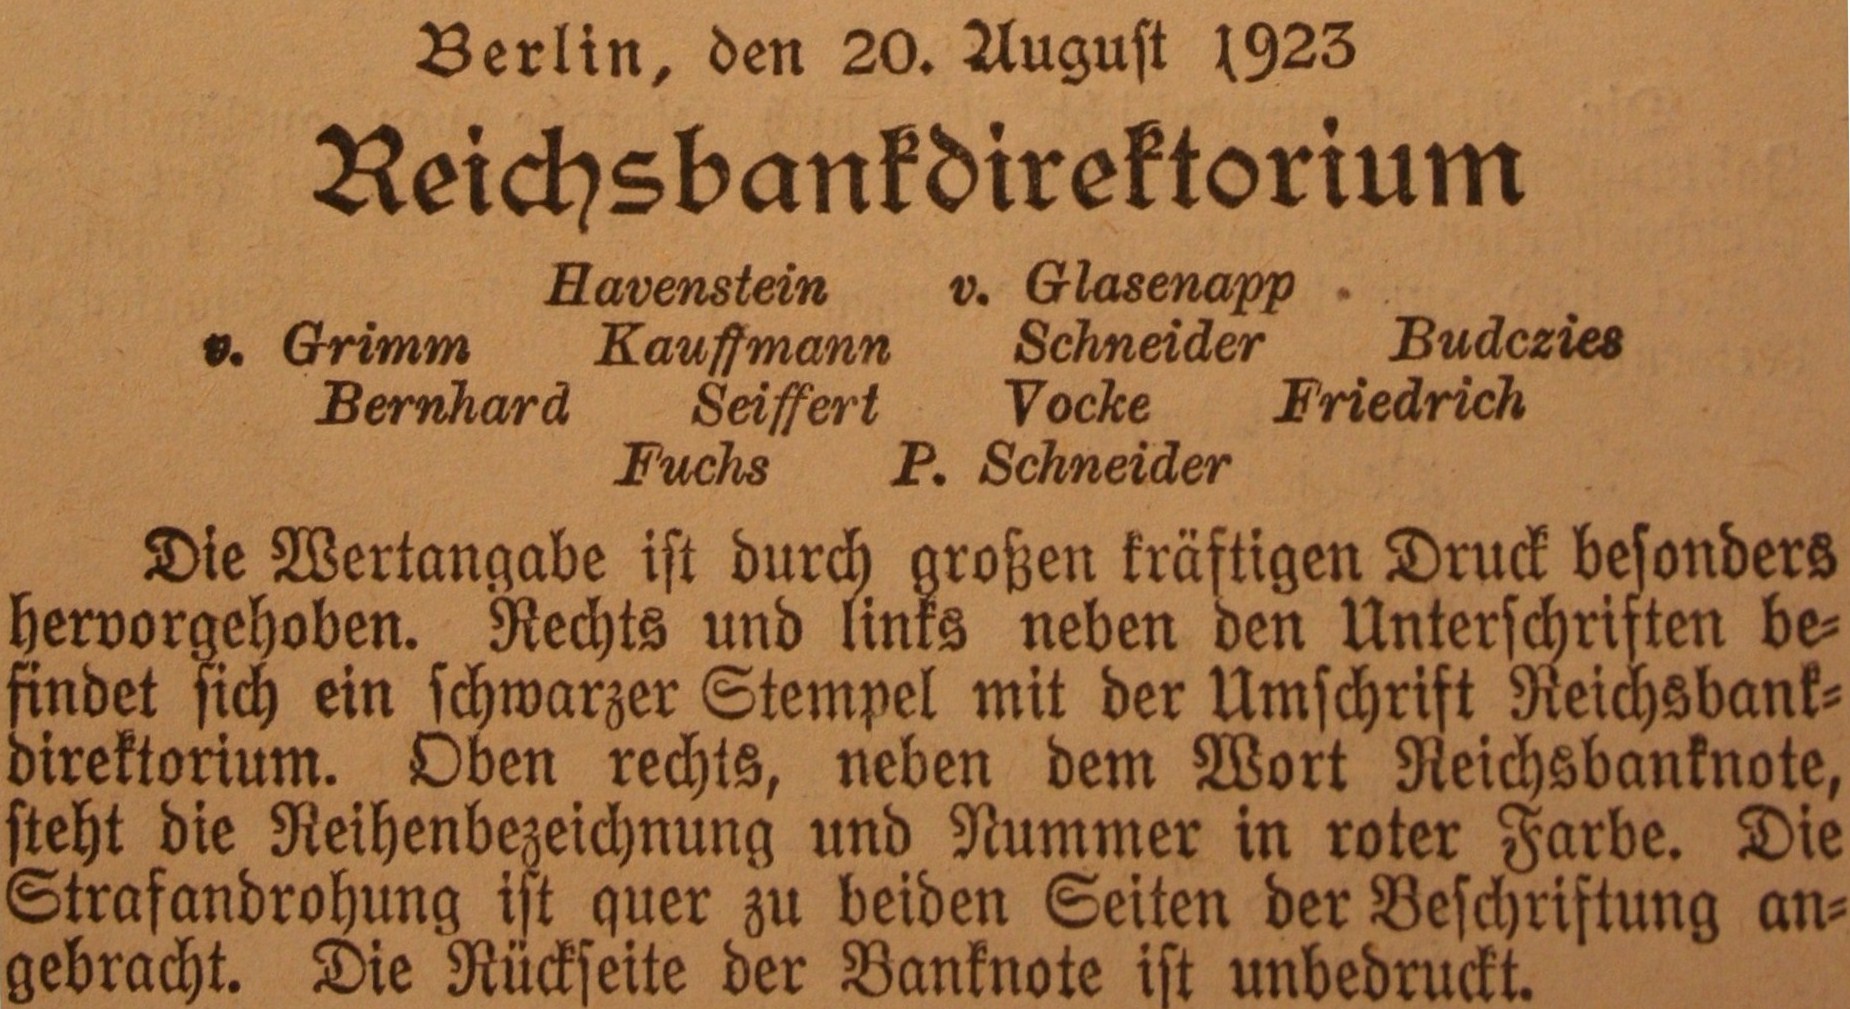 Berlin, den 20. Auguſt 1923
Reichsbankdirektorium
Havenstein v. Glasenapp
v. Grimm Kauffmann Schneider Budczies
Bernhard Seiffert Vocke Friedrich
Fuchs P. Schneider
Die Wertangabe iſt durch großen kräftigen Druck beſonders
hervorgehoben. Rechts und links neben den Unterſchriften be⸗
findet ſich ein ſchwarzer Stempel mit der Umſchrift Reichsbank⸗
direktorium. Oben rechts, neben dem Wort Reichsbanknote,
ſteht die Reihenbezeichnung und Nummer in roter Farbe. Die
Strafandrohung iſt quer zu beiden Seiten der Beſchriftung an⸗
gebracht. Die Rückſeite der Banknote iſt unbedruckt.